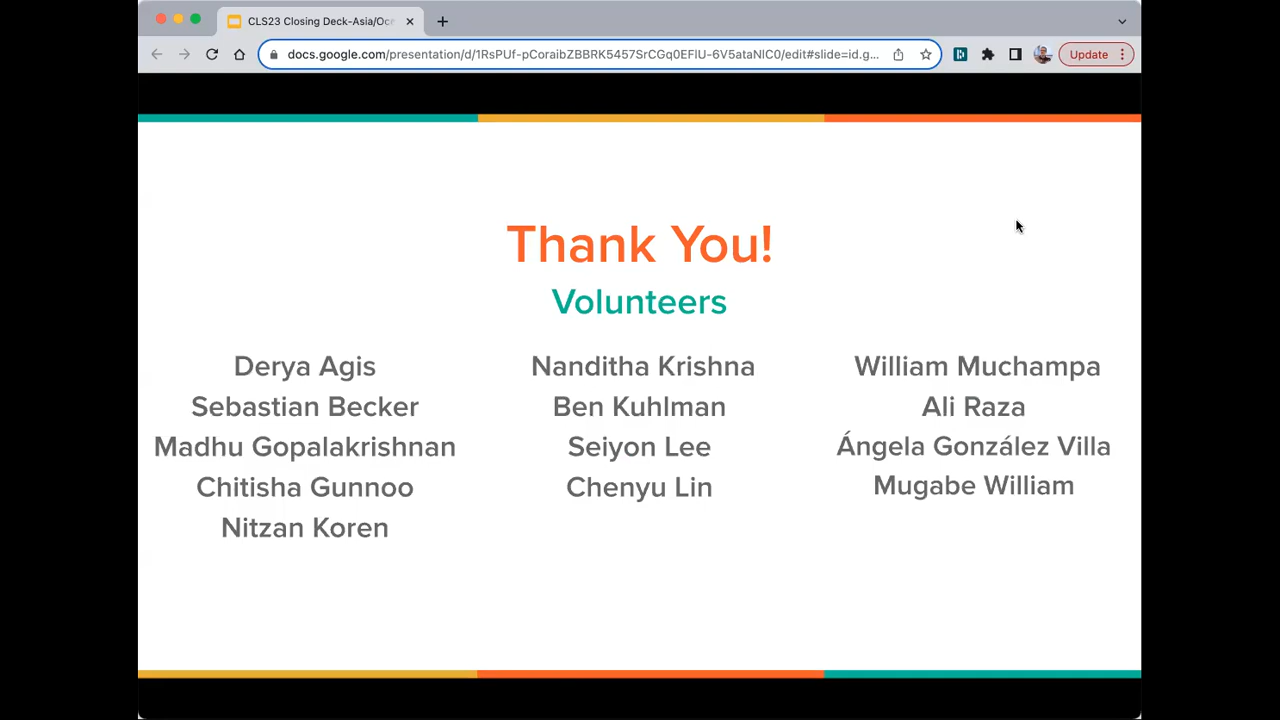 CLS23 Closing Deck-Asia/Oce
docs.google.com/presentation/d/1RsPUf-pCoraibZBBRK5457SrCGq0EFlU-6V5ataNlC0/edit#slide=id.g...
Update
Thank You!
Volunteers
Derya Agis
Sebastian Becker
Madhu Gopalakrishnan
Chitisha Gunnoo
Nitzan Koren
Nanditha Krishna
Ben Kuhlman
Seiyon Lee
Chenyu Lin
William Muchampa
Ali Raza
Ángela González Villa
Mugabe William